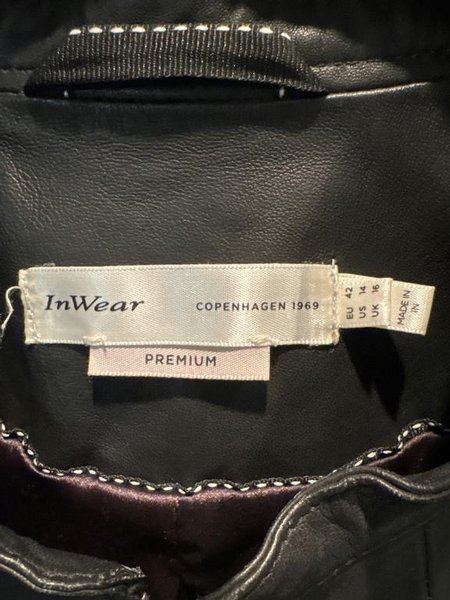 InWear COPENHAGEN 1969
PREMIUM
EU 42
US 14
UK 16
MADE IN
IN